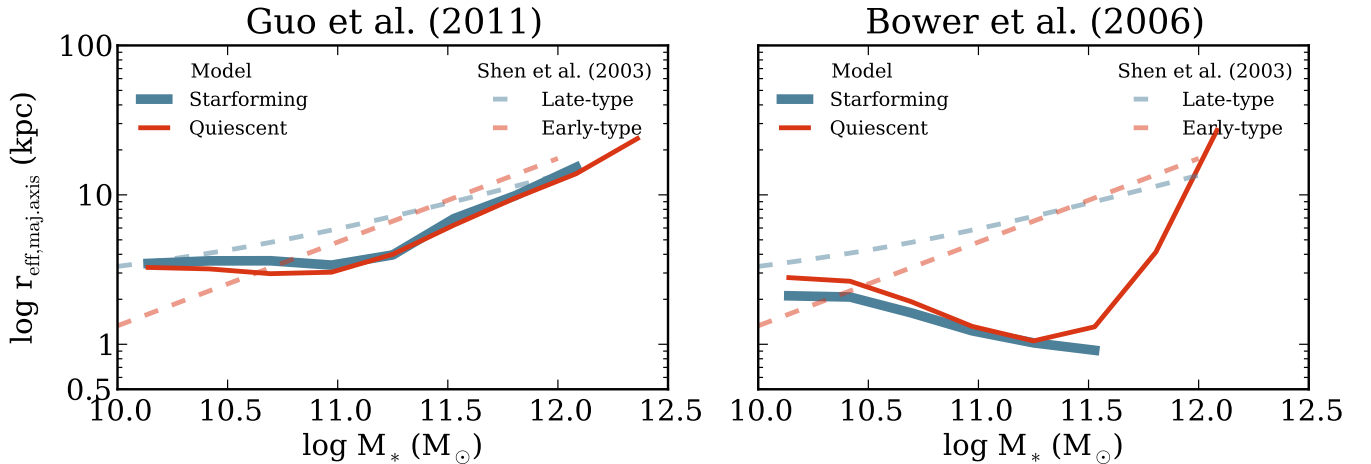 Guo et al. (2011)
Bower et al. (2006)
log r_eff,maj.axis (kpc)
100
10
1
0.5
Model
Starforming
Quiescent
Shen et al. (2003)
Late-type
Early-type
10.0 10.5 11.0 11.5 12.0 12.5
log M_* (M_☉)
Model
Starforming
Quiescent
Shen et al. (2003)
Late-type
Early-type
10.0 10.5 11.0 11.5 12.0 12.5
log M_* (M_☉)